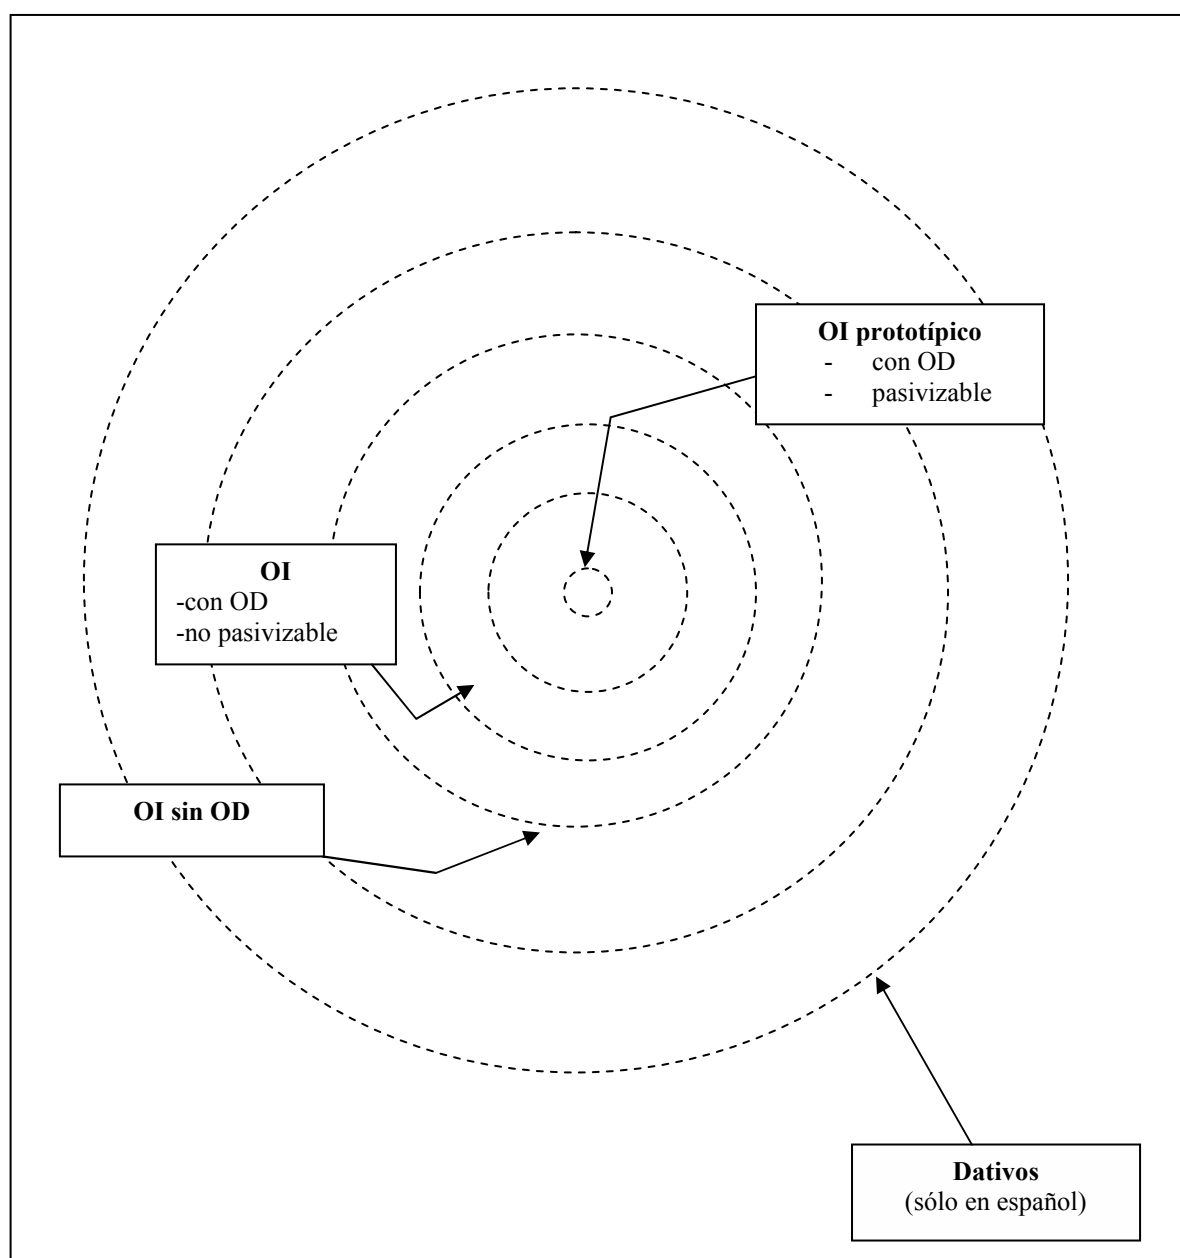 OI prototípico
- con OD
- pasivizable
OI
-con OD
-no pasivizable
OI sin OD
Dativos
(sólo en español)